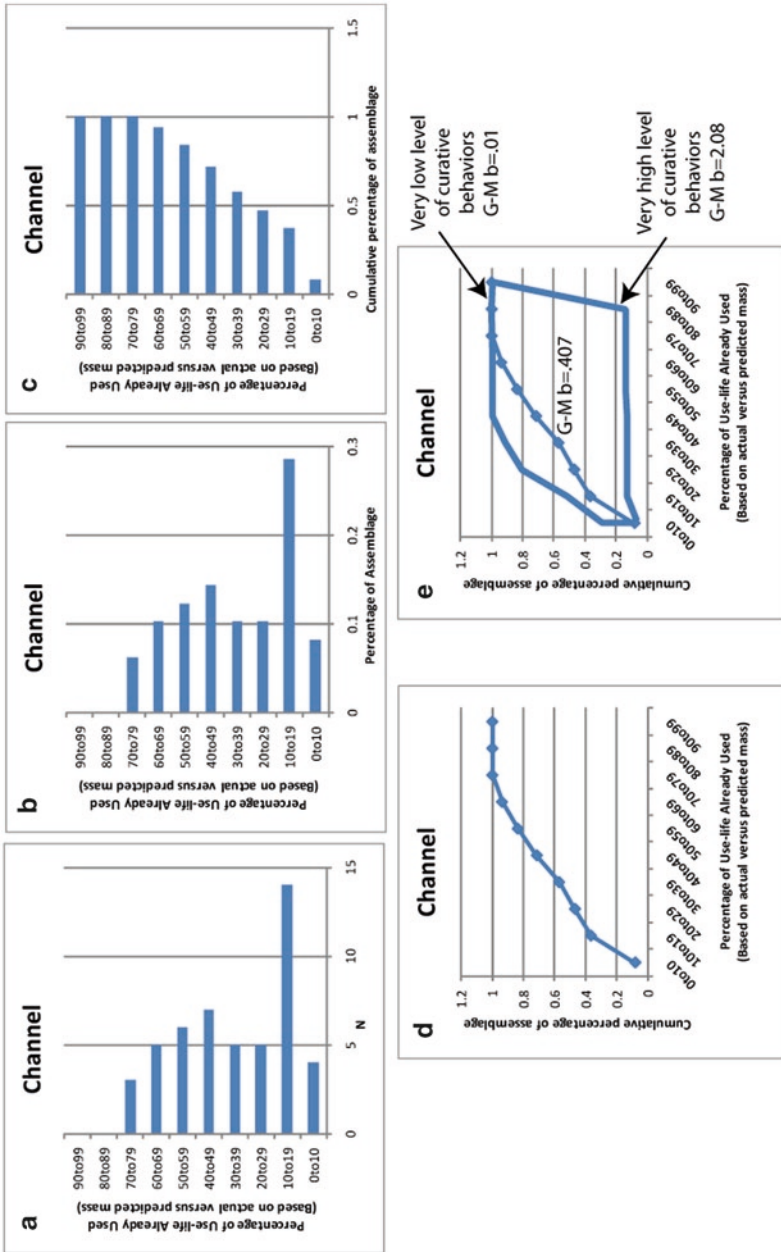 a
Channel
Percentage of Use-life Already Used
(Based on actual versus predicted mass)
90to99
80to89
70to79
60to69
50to59
40to49
30to39
20to29
10to19
0to10
0
5
10
15
N
b
Channel
Percentage of Use-life Already Used
(Based on actual versus predicted mass)
90to99
80to89
70to79
60to69
50to59
40to49
30to39
20to29
10to19
0to10
0
0.1
0.2
0.3
Percentage of Assemblage
c
Channel
Percentage of Use-life Already Used
(Based on actual versus predicted mass)
90to99
80to89
70to79
60to69
50to59
40to49
30to39
20to29
10to19
0to10
0
0.5
1
1.5
Cumulative percentage of assemblage
d
Channel
Cumulative percentage of assemblage
1.2
1
0.8
0.6
0.4
0.2
0
0to10
10to19
20to29
30to39
40to49
50to59
60to69
70to79
80to89
90to99
Percentage of Use-life Already Used
(Based on actual versus predicted mass)
e
Channel
Cumulative percentage of assemblage
1.2
1
0.8
0.6
0.4
0.2
0
G-M b=.407
0to10
10to19
20to29
30to39
40to49
50to59
60to69
70to79
80to89
90to99
Percentage of Use-life Already Used
(Based on actual versus predicted mass)
Very low level
of curative
behaviors
G-M b=.01
Very high level
of curative
behaviors
G-M b=2.08